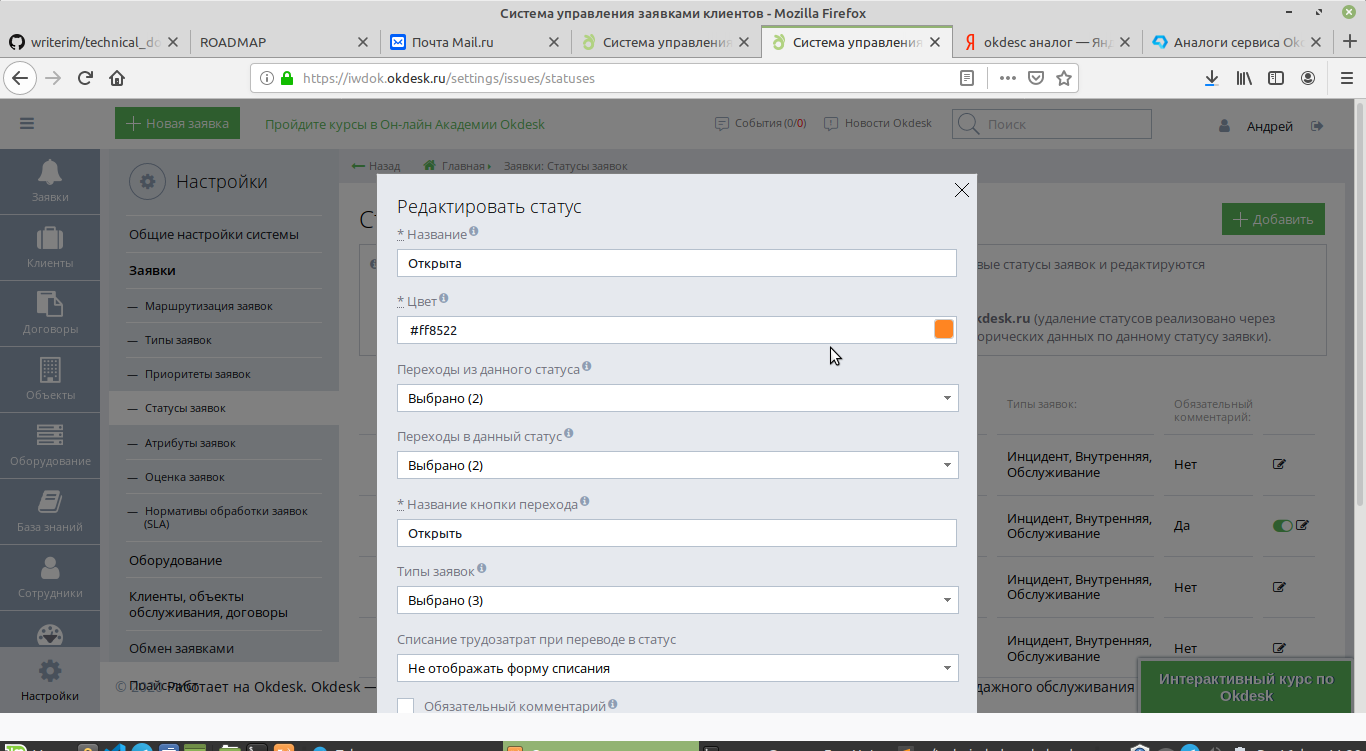 Система управления заявками клиентов - Mozilla Firefox
writerim/technical_do
ROADMAP
Почта Mail.ru
Система управления
Система управления
okdesc аналог — Янд
Аналоги сервиса Okd
https://iwdok.okdesk.ru/settings/issues/statuses
Новая заявка
Пройдите курсы в Он-лайн Академии Okdesk
События (0/0)
Новости Okdesk
Поиск
Андрей
Заявки
Клиенты
Договоры
Объекты
Оборудование
База знаний
Сотрудники
Настройки
Настройки
Общие настройки системы
Заявки
— Маршрутизация заявок
— Типы заявок
— Приоритеты заявок
— Статусы заявок
— Атрибуты заявок
— Оценка заявок
— Нормативы обработки заявок
(SLA)
Оборудование
Клиенты, объекты
обслуживания, договоры
Обмен заявками
Назад
Главная
Заявки: Статусы заявок
Добавить
вые статусы заявок и редактируются
kdesk.ru (удаление статусов реализовано через
орических данных по данному статусу заявки).
Типы заявок:
Обязательный
комментарий:
Инцидент, Внутренняя,
Обслуживание
Нет
Инцидент, Внутренняя,
Обслуживание
Да
Инцидент, Внутренняя,
Обслуживание
Нет
Инцидент, Внутренняя,
Обслуживание
Нет
Редактировать статус
* Название
Открыта
* Цвет
#ff8522
Переходы из данного статуса
Выбрано (2)
Переходы в данный статус
Выбрано (2)
* Название кнопки перехода
Открыть
Типы заявок
Выбрано (3)
Списание трудозатрат при переводе в статус
Не отображать форму списания
Обязательный комментарий
Работает на Okdesk. Okdesk —
дажного обслуживания
Интерактивный курс по
Okdesk